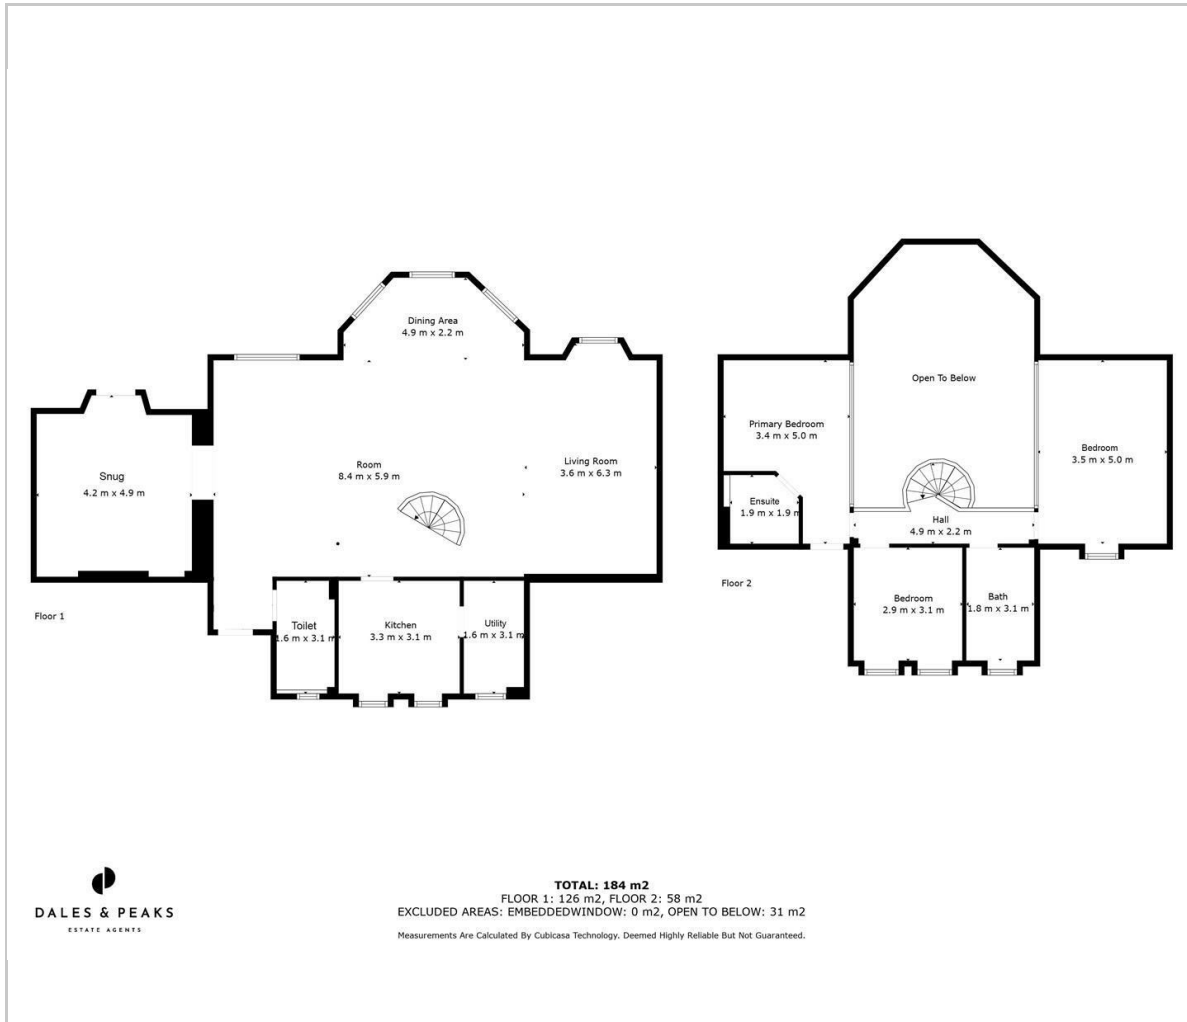 Dining Area
4.9 m x 2.2 m
Snug
4.2 m x 4.9 m
Room
8.4 m x 5.9 m
Living Room
3.6 m x 6.3 m
Toilet
1.6 m x 3.1 m
Kitchen
3.3 m x 3.1 m
Utility
1.6 m x 3.1 m
Floor 1
Open To Below
Primary Bedroom
3.4 m x 5.0 m
Bedroom
3.5 m x 5.0 m
Ensuite
1.9 m x 1.9 m
Hall
4.9 m x 2.2 m
Bedroom
2.9 m x 3.1 m
Bath
1.8 m x 3.1 m
Floor 2
DALES & PEAKS
ESTATE AGENTS
TOTAL: 184 m2
FLOOR 1: 126 m2, FLOOR 2: 58 m2
EXCLUDED AREAS: EMBEDDEDWINDOW: 0 m2, OPEN TO BELOW: 31 m2
Measurements Are Calculated By Cubicasa Technology. Deemed Highly Reliable But Not Guaranteed.